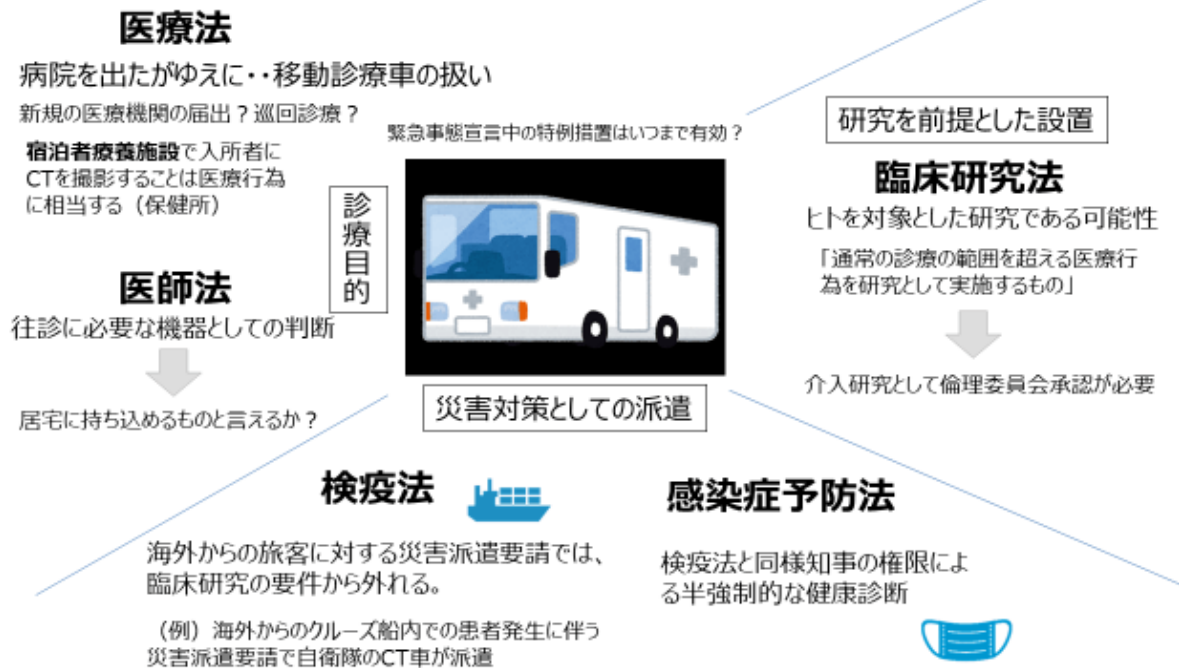 医療法
病院を出たがゆえに・・移動診療車の扱い
新規の医療機関の届出？巡回診療？
宿泊者療養施設で入所者に
CTを撮影することは医療行為
に相当する（保健所）
医師法
往診に必要な機器としての判断
居宅に持ち込めるものと言えるか？
緊急事態宣言中の特例措置はいつまで有効？
診療目的
災害対策としての派遣
研究を前提とした設置
臨床研究法
ヒトを対象とした研究である可能性
「通常の診療の範囲を超える医療行
為を研究として実施するもの」
介入研究として倫理委員会承認が必要
検疫法
海外からの旅客に対する災害派遣要請では、
臨床研究の要件から外れる。
（例）海外からのクルーズ船内での患者発生に伴う
災害派遣要請で自衛隊のCT車が派遣
感染症予防法
検疫法と同様知事の権限によ
る半強制的な健康診断